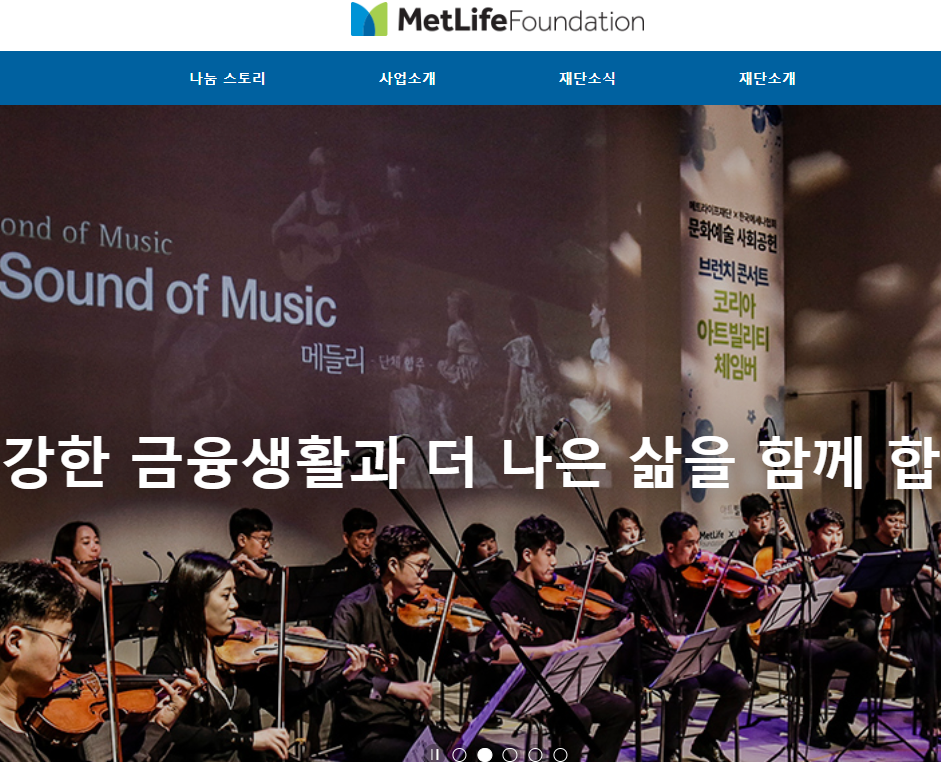 MetLife Foundation
나눔 스토리
사업소개
재단소식
재단소개
ond of Music
Sound of Music
메들리 - 단체 합주 -
메트라이프재단 × 한국메세나협회
문화예술 사회공헌
브런치 콘서트
코리아
아트빌리티
체임버
강한 금융생활과 더 나은 삶을 함께 합
MetLife ×